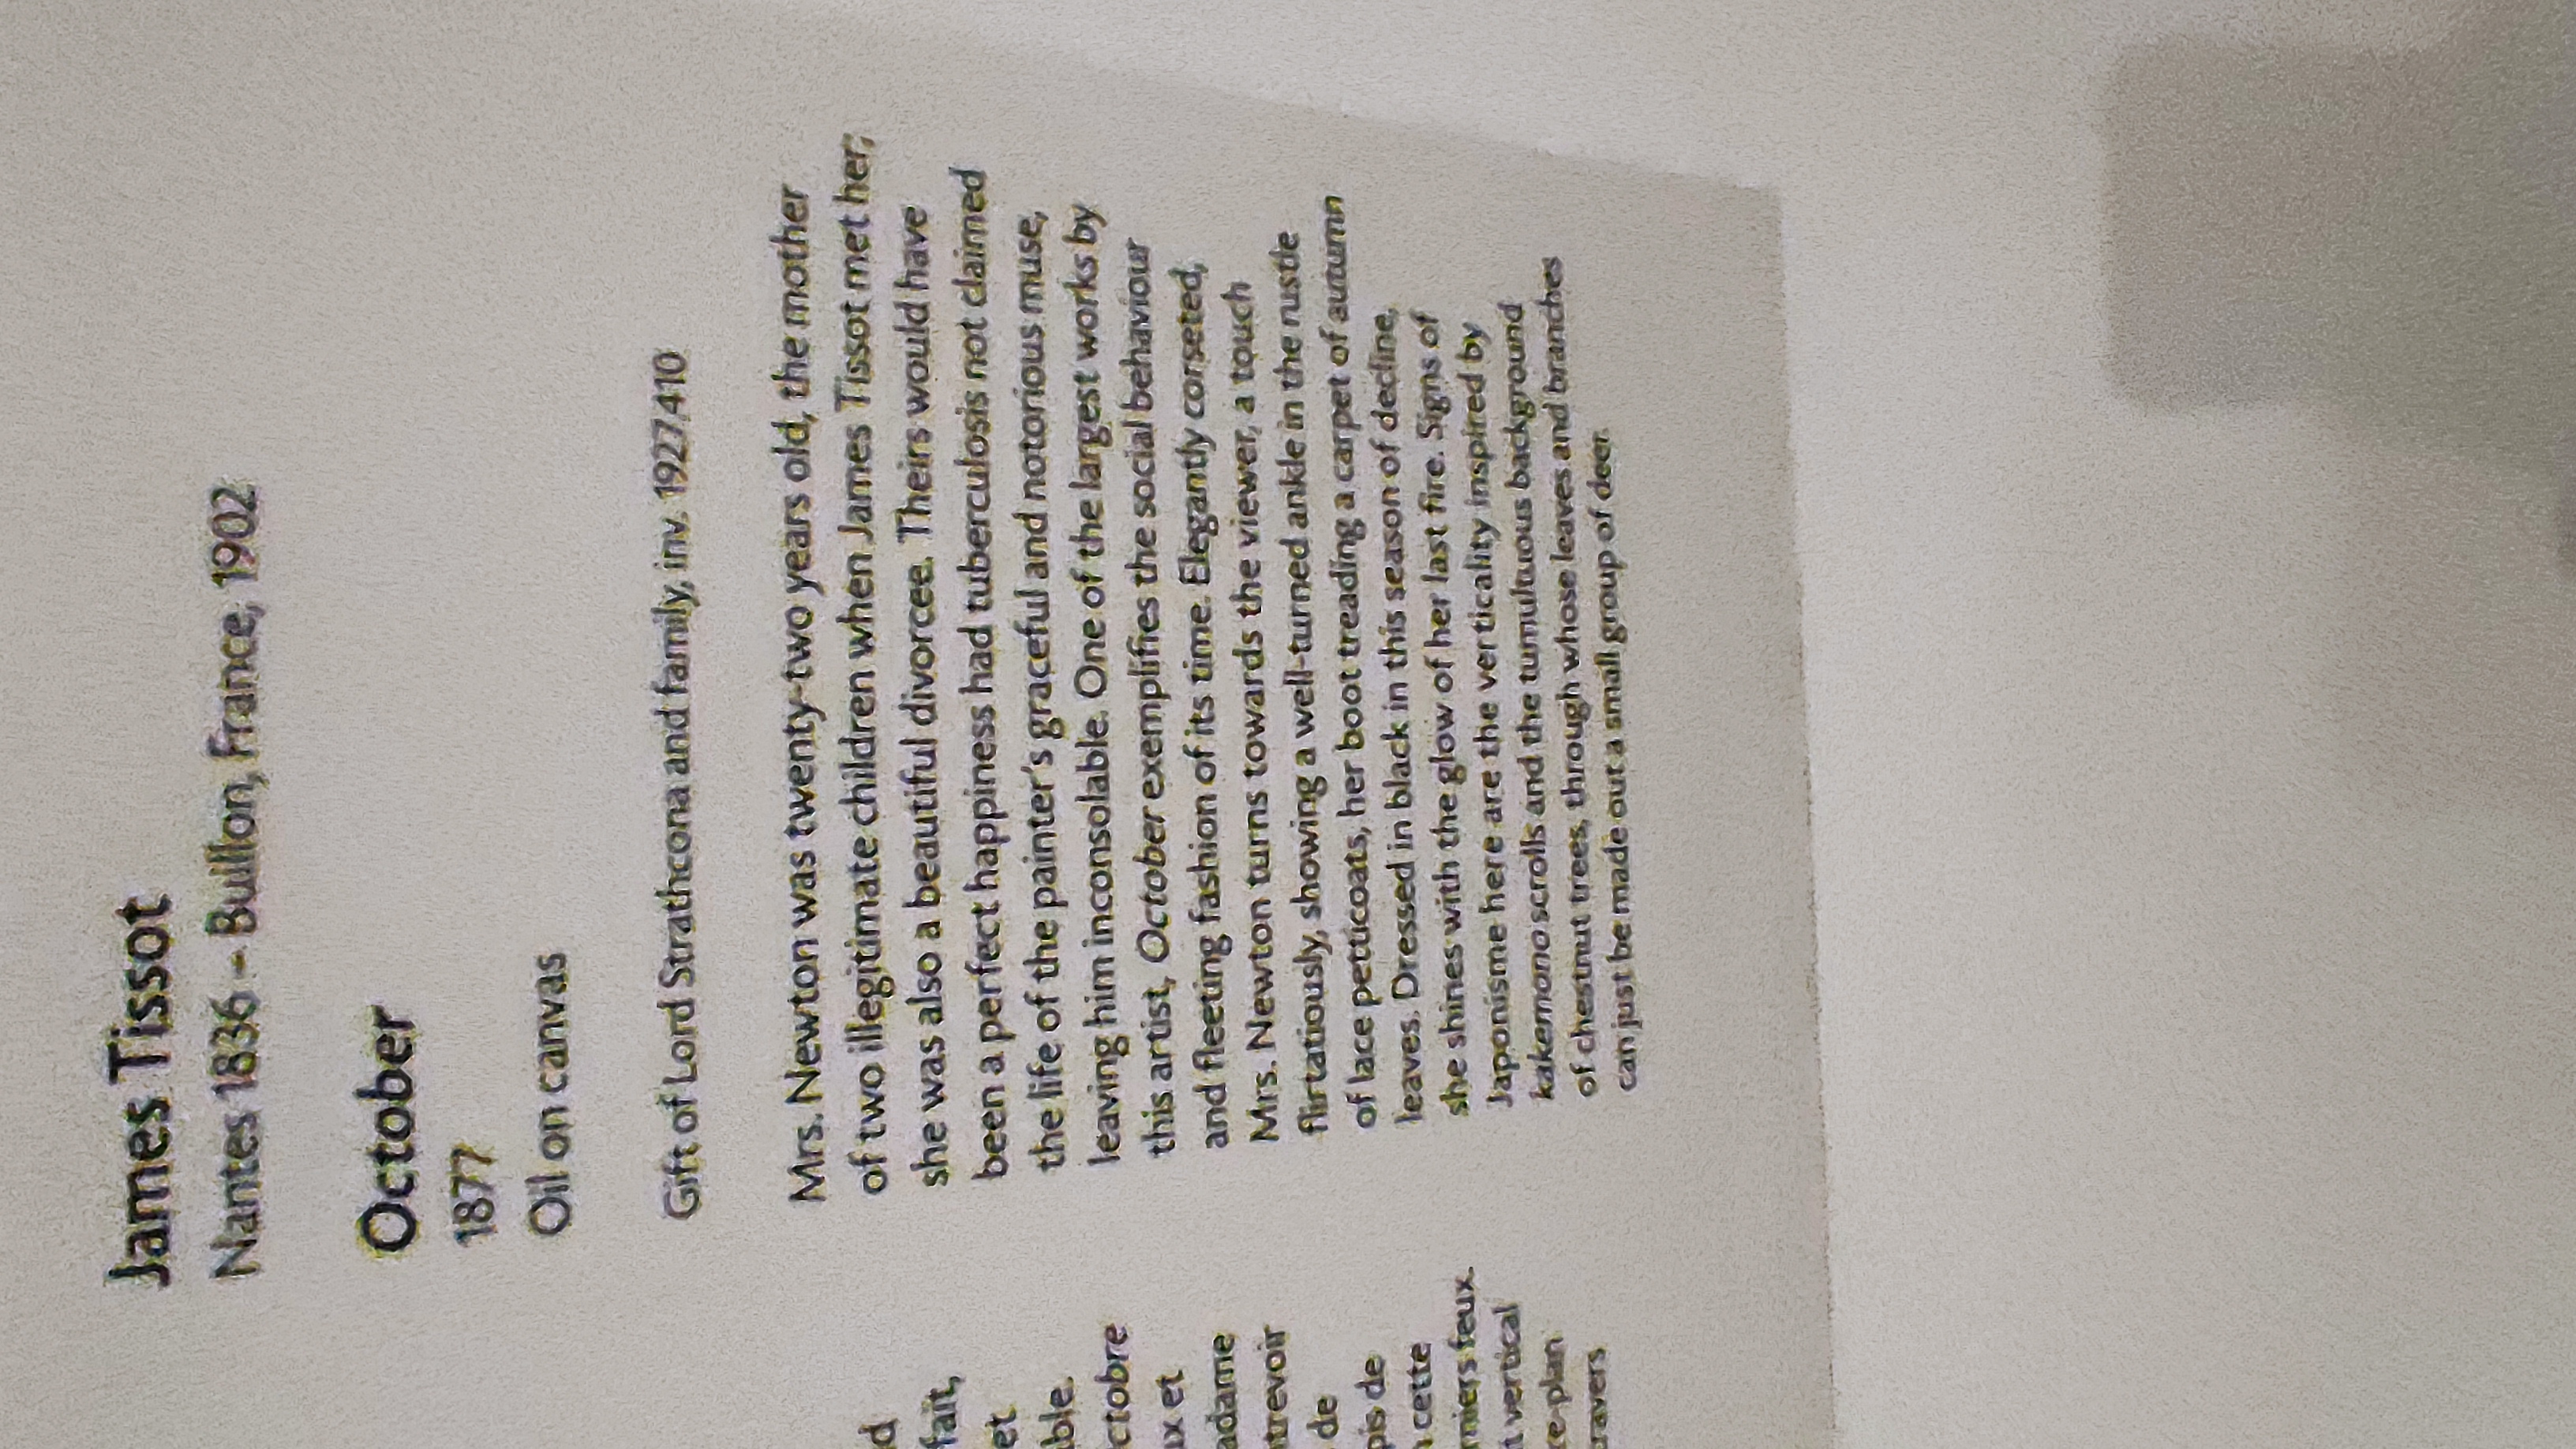 James Tissot
Nantes 1836 – Buillon, France, 1902
October
1877
Oil on canvas
Gift of Lord Strathcona and family, inv. 1927.410
Mrs. Newton was twenty-two years old, the mother
of two illegitimate children when James Tissot met her;
she was also a beautiful divorcee. Theirs would have
been a perfect happiness had tuberculosis not claimed
the life of the painter's graceful and notorious muse,
leaving him inconsolable. One of the largest works by
this artist, October exemplifies the social behaviour
and fleeting fashion of its time. Elegantly corseted,
Mrs. Newton turns towards the viewer, a touch
flirtatiously, showing a well-turned ankle in the rustle
of lace petticoats, her boot treading a carpet of autumn
leaves. Dressed in black in this season of decline,
she shines with the glow of her last fire. Signs of
Japonisme here are the verticality inspired by
kakemono scrolls and the tumultuous background
of chestnut trees, through whose leaves and branches
can just be made out a small group of deer.
d
fait,
et
ble.
ctobre
ux et
adame
trevoir
de
pis de
n cette
rniers feux.
t vertical
re-plan
travers